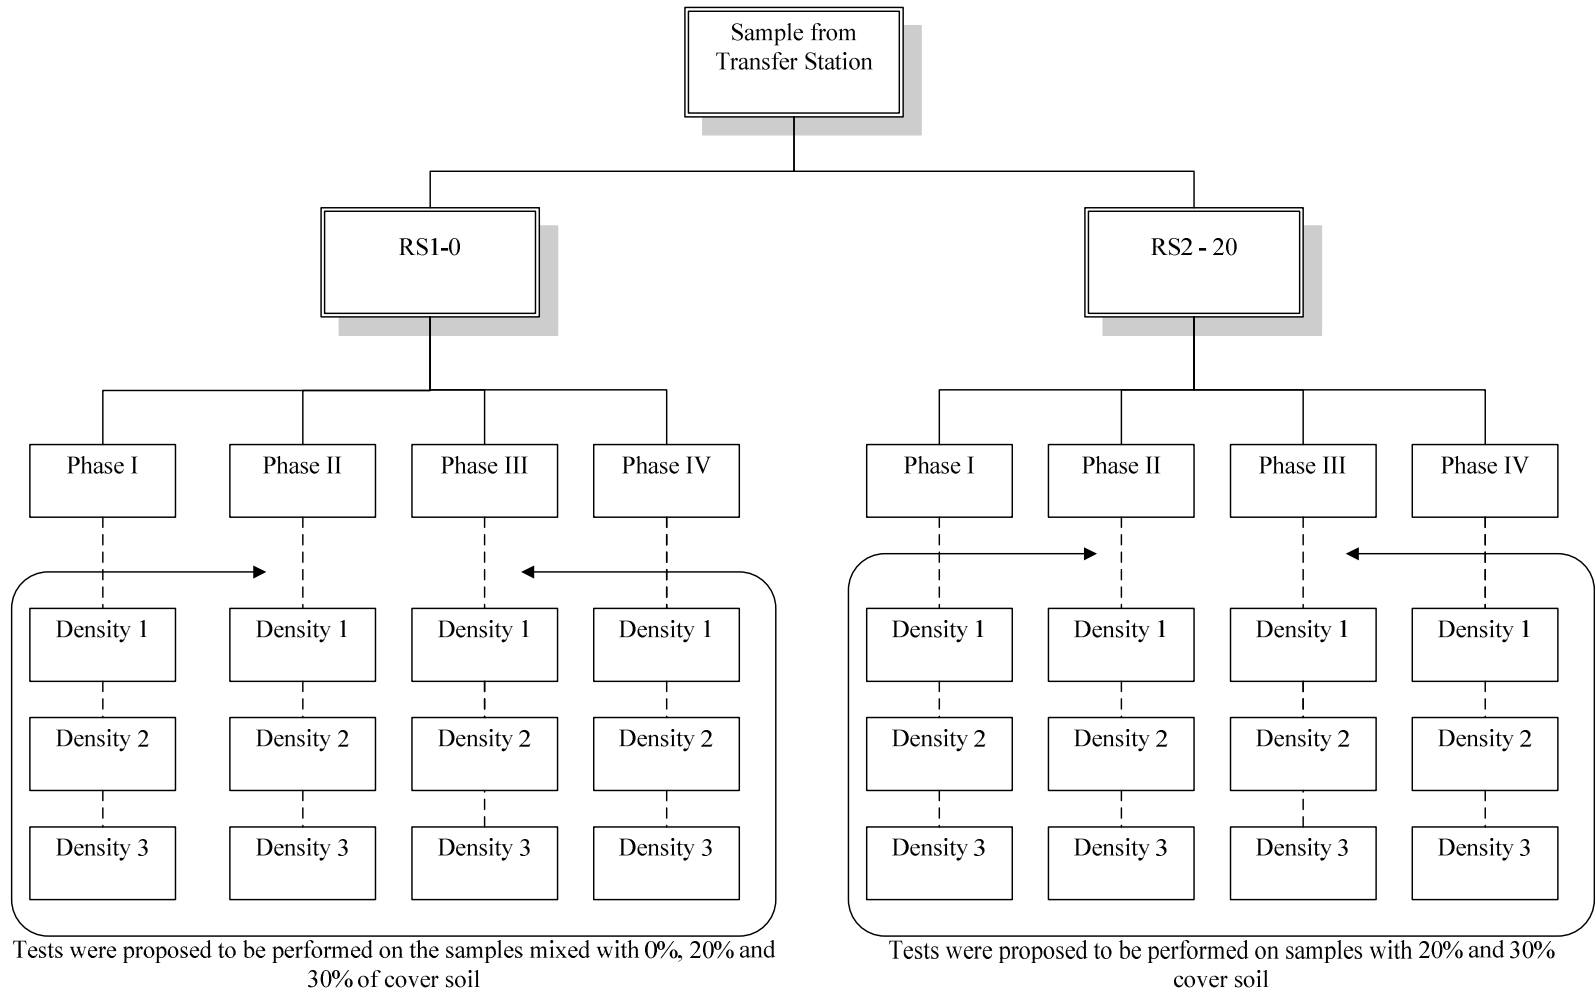 Sample from
Transfer Station
RS1-0
RS2 - 20
Phase I
Phase II
Phase III
Phase IV
Phase I
Phase II
Phase III
Phase IV
Density 1
Density 1
Density 1
Density 1
Density 1
Density 1
Density 1
Density 1
Density 2
Density 2
Density 2
Density 2
Density 2
Density 2
Density 2
Density 2
Density 3
Density 3
Density 3
Density 3
Density 3
Density 3
Density 3
Density 3
Tests were proposed to be performed on the samples mixed with 0%, 20% and
30% of cover soil
Tests were proposed to be performed on samples with 20% and 30%
cover soil